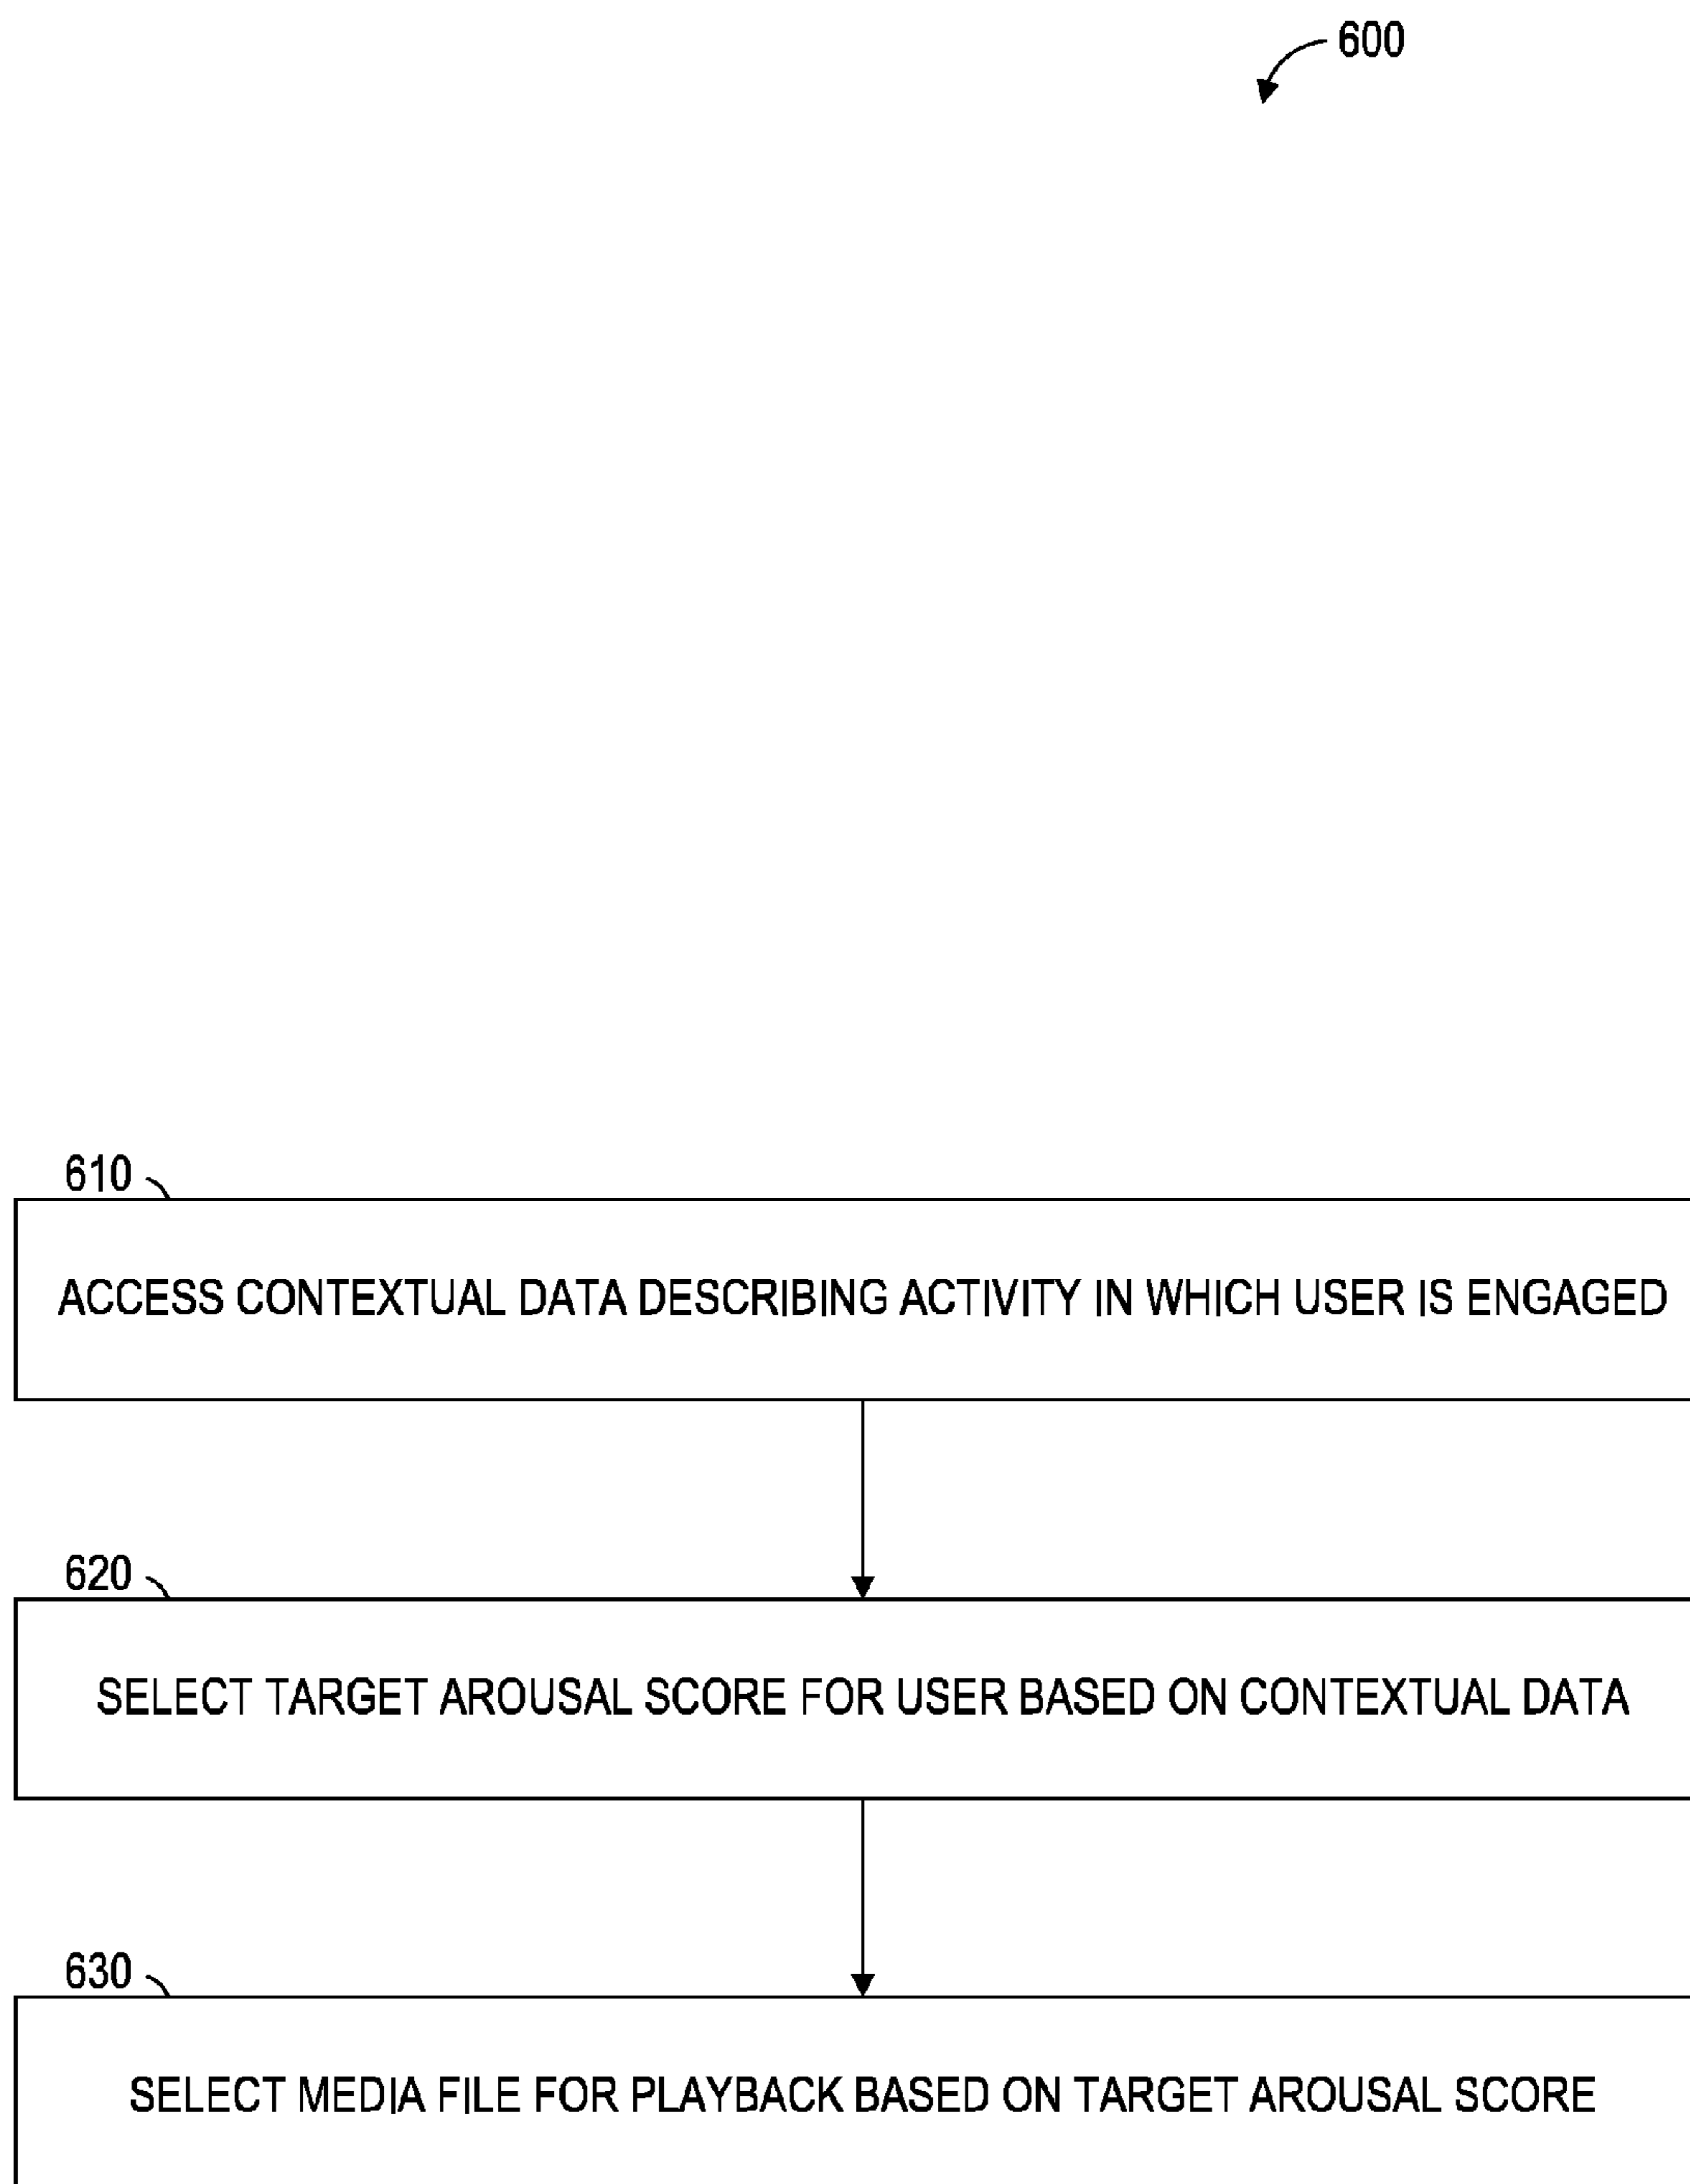 600
610
ACCESS CONTEXTUAL DATA DESCRIBING ACTIVITY IN WHICH USER IS ENGAGED
620
SELECT TARGET AROUSAL SCORE FOR USER BASED ON CONTEXTUAL DATA
630
SELECT MEDIA FILE FOR PLAYBACK BASED ON TARGET AROUSAL SCORE